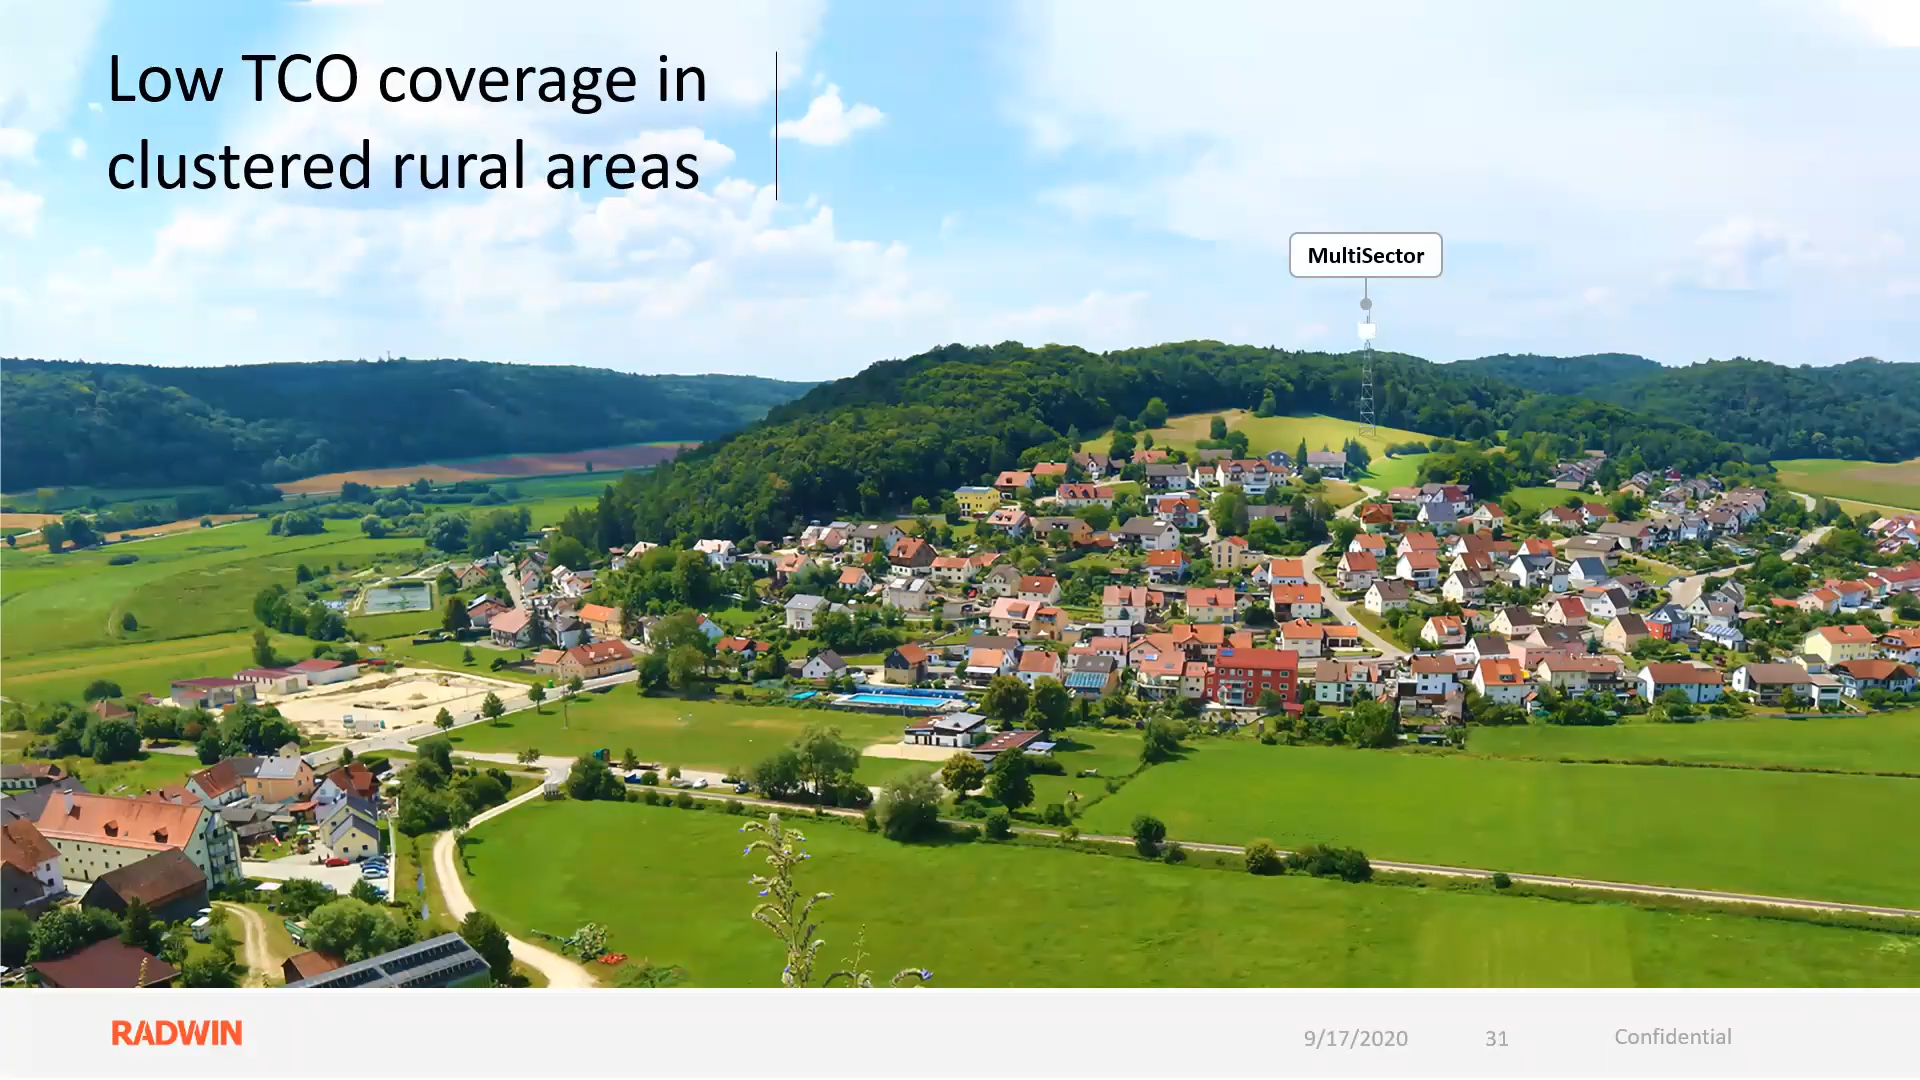 Low TCO coverage in
clustered rural areas
MultiSector
RADWIN
9/17/2020
31
Confidential